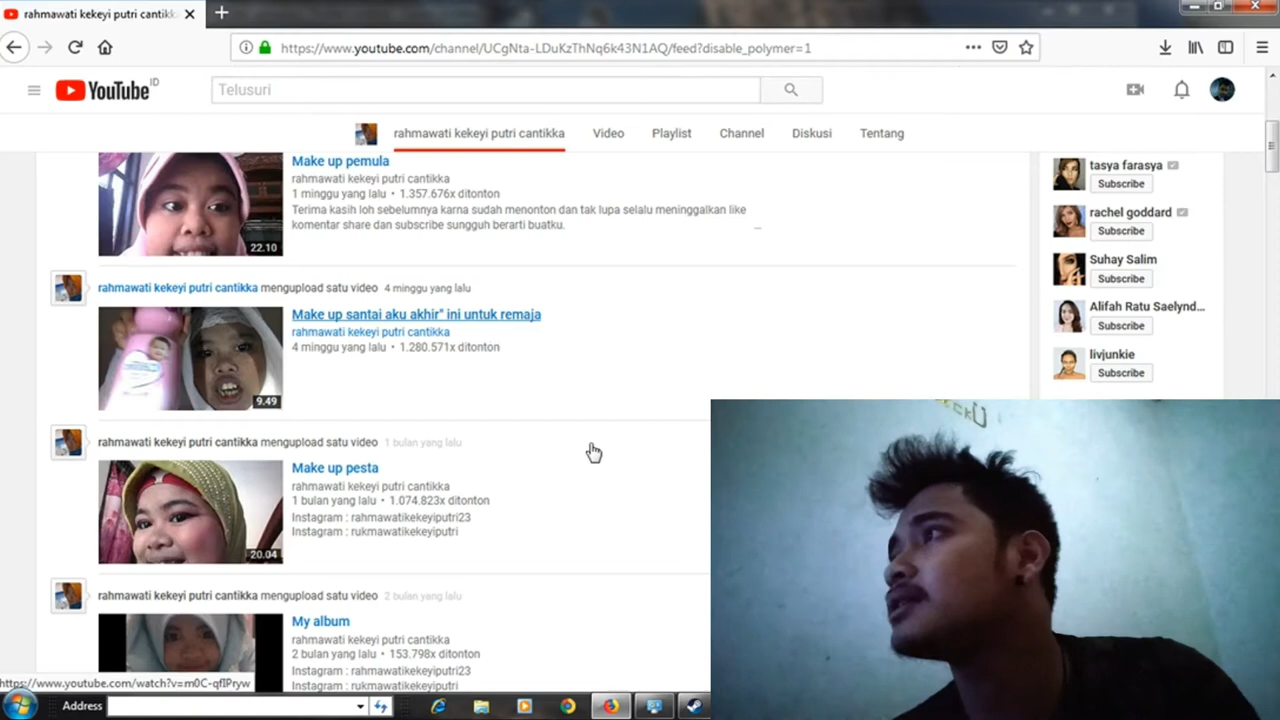 rahmawati kekeyi putri cantikk
https://www.youtube.com/channel/UCgNta-LDuKzThNq6k43N1AQ/feed?disable_polymer=1
YouTube ID
Telusuri
rahmawati kekeyi putri cantikka
Video
Playlist
Channel
Diskusi
Tentang
Make up pemula
rahmawati kekeyi putri cantikka
1 minggu yang lalu • 1.357.676x ditonton
Terima kasih loh sebelumnya karna sudah menonton dan tak lupa selalu meninggalkan like
komentar share dan subscribe sungguh berarti buatku.
...
22.10
rahmawati kekeyi putri cantikka mengupload satu video 4 minggu yang lalu
Make up santai aku akhir" ini untuk remaja
rahmawati kekeyi putri cantikka
4 minggu yang lalu • 1.280.571x ditonton
9.49
rahmawati kekeyi putri cantikka mengupload satu video 1 bulan yang lalu
Make up pesta
rahmawati kekeyi putri cantikka
1 bulan yang lalu • 1.074.823x ditonton
Instagram : rahmawatikekeyiputri23
Instagram : rukmawatikekeyiputri
20.04
rahmawati kekeyi putri cantikka mengupload satu video 2 bulan yang lalu
My album
rahmawati kekeyi putri cantikka
2 bulan yang lalu • 153.798x ditonton
Instagram : rahmawatikekeyiputri23
Instagram : rukmawatikekeyiputri
tasya farasya
Subscribe
rachel goddard
Subscribe
Suhay Salim
Subscribe
Alifah Ratu Saelynd...
Subscribe
livjunkie
Subscribe
https://www.youtube.com/watch?v=m0C-qfIPryw
Address